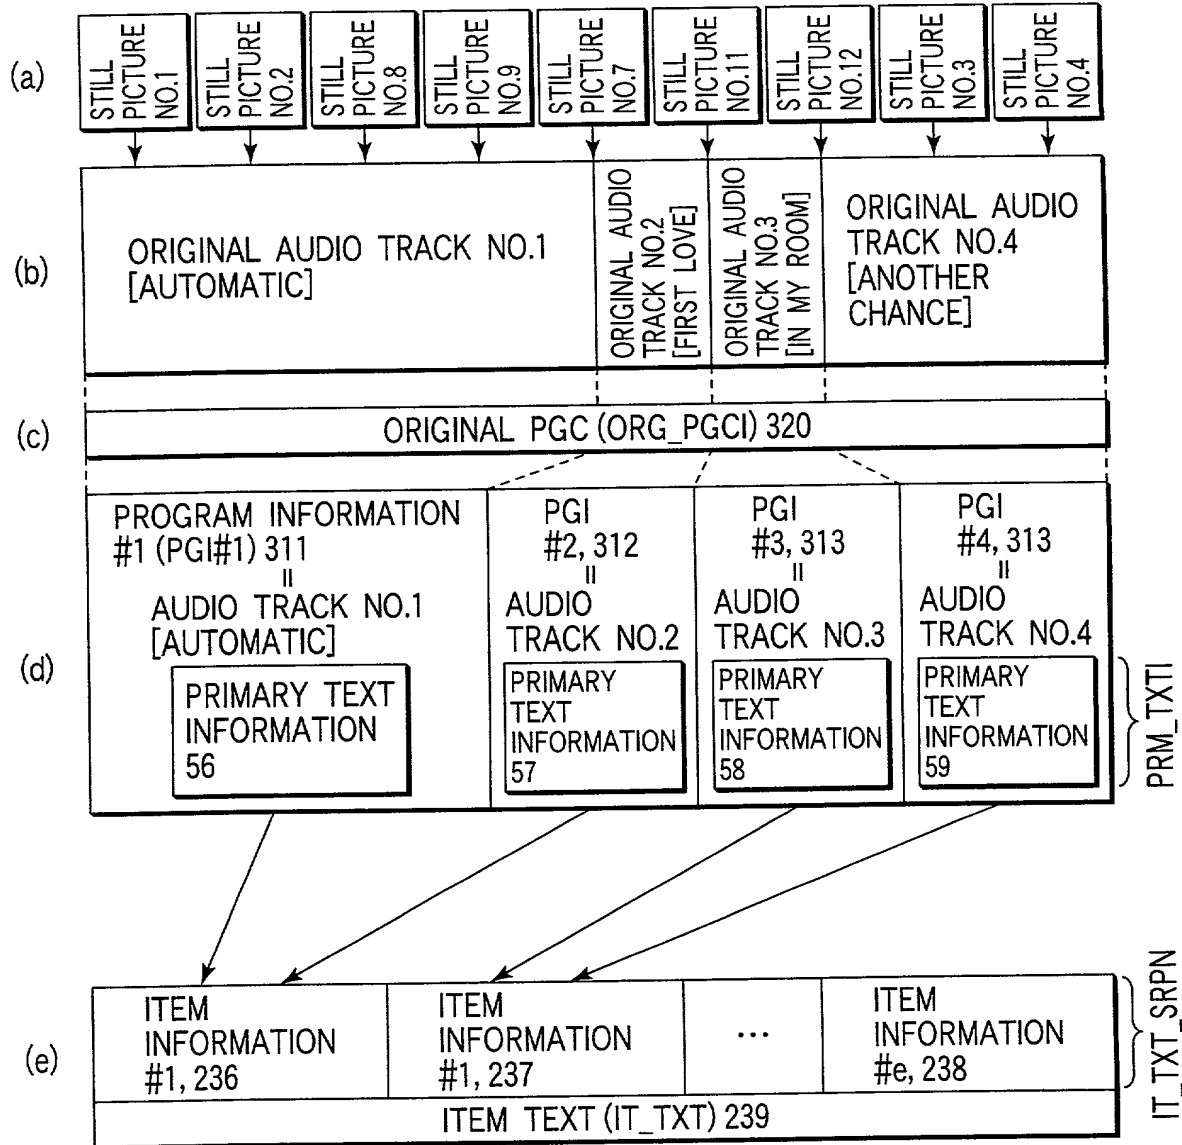 (a)
STILL
PICTURE
NO.1
STILL
PICTURE
NO.2
STILL
PICTURE
NO.8
STILL
PICTURE
NO.9
STILL
PICTURE
NO.7
STILL
PICTURE
NO.11
STILL
PICTURE
NO.12
STILL
PICTURE
NO.3
STILL
PICTURE
NO.4
(b)
ORIGINAL AUDIO TRACK NO.1
[AUTOMATIC]
ORIGINAL AUDIO
TRACK NO.2
[FIRST LOVE]
ORIGINAL AUDIO
TRACK NO.3
[IN MY ROOM]
ORIGINAL AUDIO
TRACK NO.4
[ANOTHER
CHANCE]
(c)
ORIGINAL PGC (ORG_PGCI) 320
(d)
PROGRAM INFORMATION
#1 (PGI#1) 311
=
AUDIO TRACK NO.1
[AUTOMATIC]
PRIMARY TEXT
INFORMATION
56
PGI
#2, 312
=
AUDIO
TRACK NO.2
PRIMARY
TEXT
INFORMATION
57
PGI
#3, 313
=
AUDIO
TRACK NO.3
PRIMARY
TEXT
INFORMATION
58
PGI
#4, 313
=
AUDIO
TRACK NO.4
PRIMARY
TEXT
INFORMATION
59
PRM_TXTI
(e)
ITEM
INFORMATION
#1, 236
ITEM
INFORMATION
#1, 237
...
ITEM
INFORMATION
#e, 238
IT_TXT_SRPN
ITEM TEXT (IT_TXT) 239